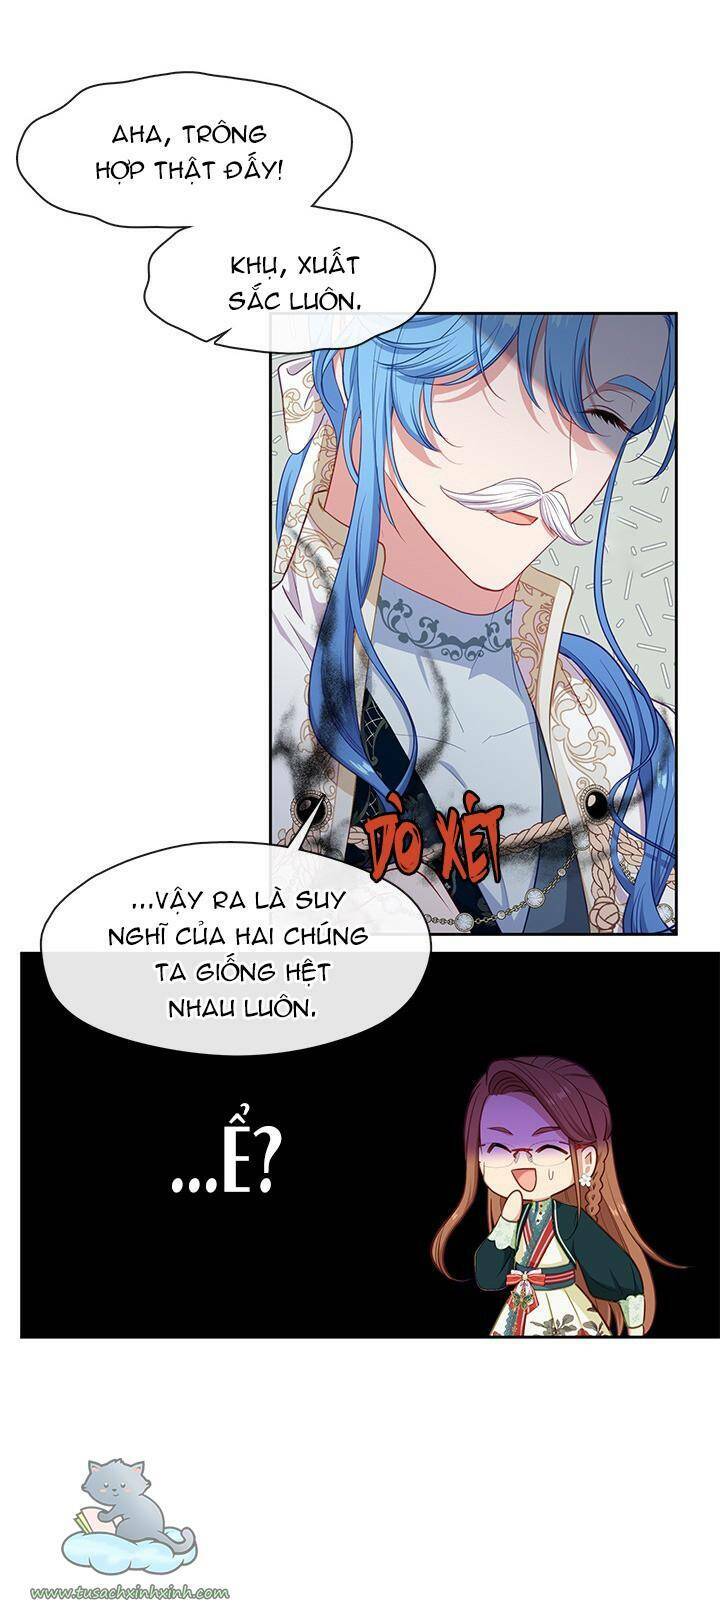 AHA, TRÔNG
HỢP THẬT ĐẤY!
KHỤ, XUẤT
SẮC LUÔN.
DÒ XÉT
...VẬY RA LÀ SUY
NGHĨ CỦA HAI CHÚNG
TA GIỐNG HỆT
NHAU LUÔN.
...Ể?
www.tusachxinhxinh.com